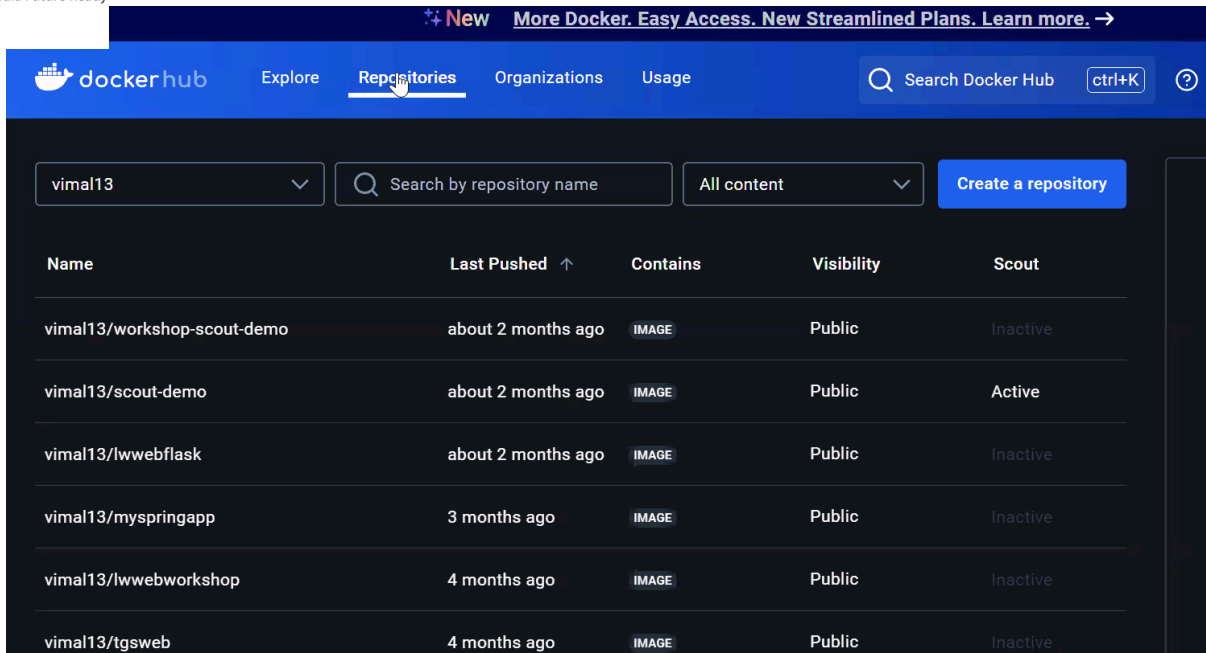 New More Docker. Easy Access. New Streamlined Plans. Learn more. →
dockerhub Explore Repositories Organizations Usage Search Docker Hub ctrl+K ?
vimal13 Search by repository name All content Create a repository
Name Last Pushed ↑ Contains Visibility Scout
vimal13/workshop-scout-demo about 2 months ago IMAGE Public Inactive
vimal13/scout-demo about 2 months ago IMAGE Public Active
vimal13/lwwebflask about 2 months ago IMAGE Public Inactive
vimal13/myspringapp 3 months ago IMAGE Public Inactive
vimal13/lwwebworkshop 4 months ago IMAGE Public Inactive
vimal13/tgsweb 4 months ago IMAGE Public Inactive